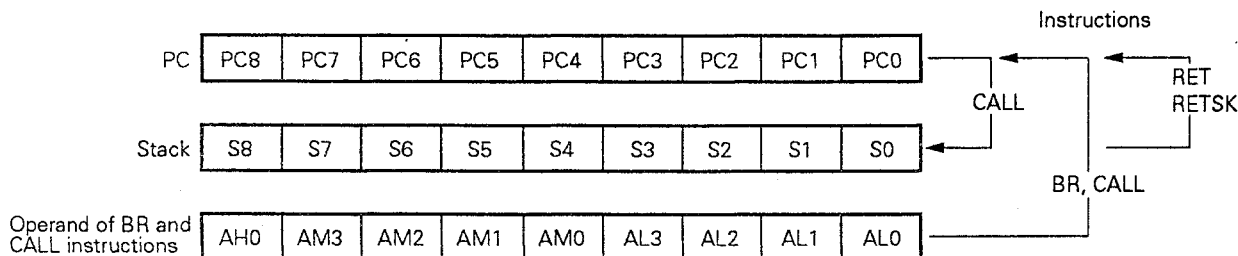 Instructions
PC PC8 PC7 PC6 PC5 PC4 PC3 PC2 PC1 PC0
RET
RETSK
CALL
Stack S8 S7 S6 S5 S4 S3 S2 S1 S0
BR, CALL
Operand of BR and
CALL instructions AH0 AM3 AM2 AM1 AM0 AL3 AL2 AL1 AL0